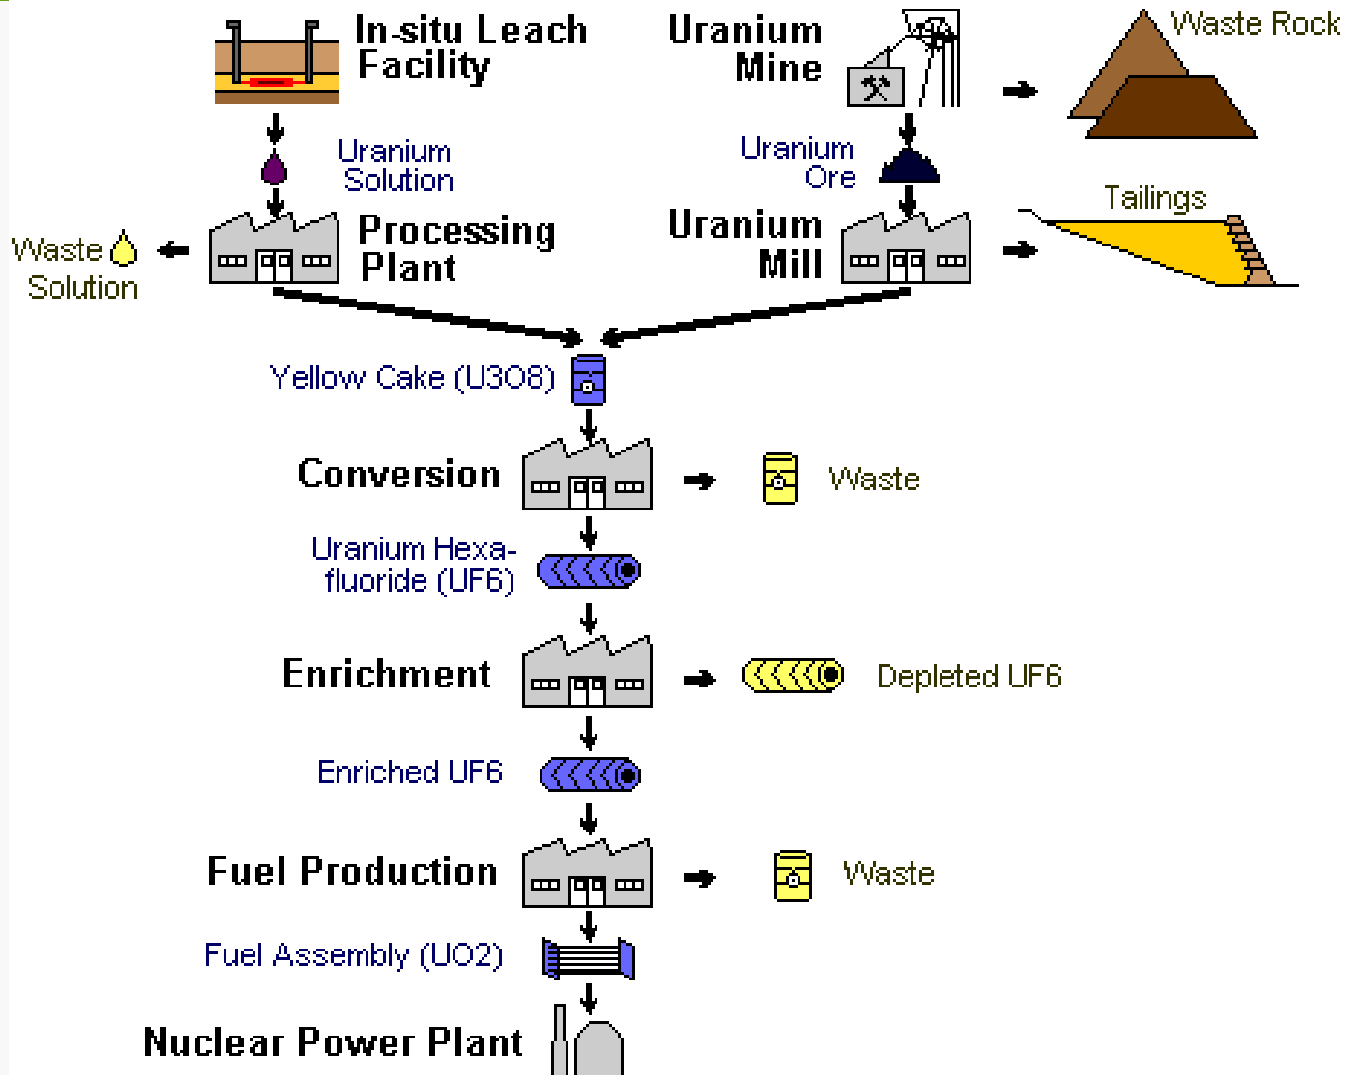 In-situ Leach
Facility
Uranium
Mine
Waste Rock
Uranium
Solution
Uranium
Ore
Tailings
Waste
Solution
Processing
Plant
Uranium
Mill
Yellow Cake (U3O8)
Conversion
Waste
Uranium Hexa-
fluoride (UF6)
Enrichment
Depleted UF6
Enriched UF6
Fuel Production
Waste
Fuel Assembly (UO2)
Nuclear Power Plant